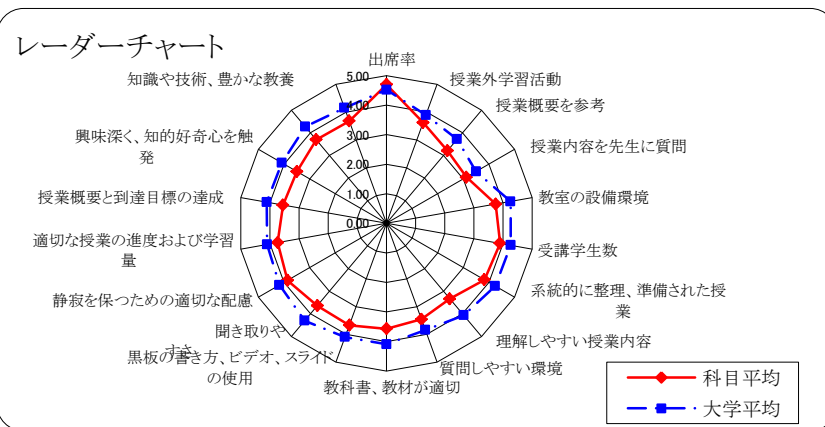 レーダーチャート
出席率
授業外学習活動
授業概要を参考
授業内容を先生に質問
教室の設備環境
受講学生数
系統的に整理、準備された授
業
理解しやすい授業内容
質問しやすい環境
教科書、教材が適切
黒板の書き方、ビデオ、スライド
の使用
聞き取りや
すさ
静寂を保つための適切な配慮
適切な授業の進度および学習
量
授業概要と到達目標の達成
興味深く、知的好奇心を触
発
知識や技術、豊かな教養
5.00
4.00
3.00
2.00
1.00
0.00
科目平均
大学平均